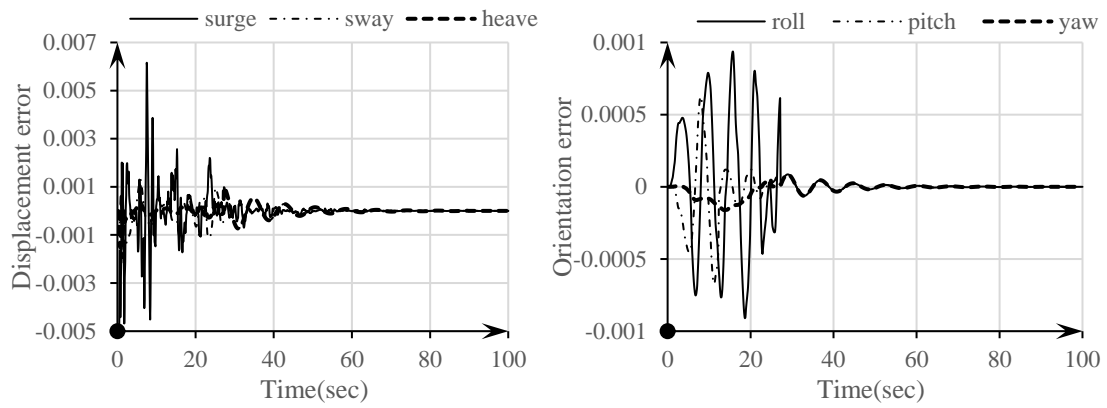 surge sway heave
0.007
0.005
0.003
0.001
-0.001
-0.003
-0.005
Displacement error
0 20 40 60 80 100
Time(sec)
roll pitch yaw
0.001
0.0005
0
-0.0005
-0.001
Orientation error
0 20 40 60 80 100
Time(sec)